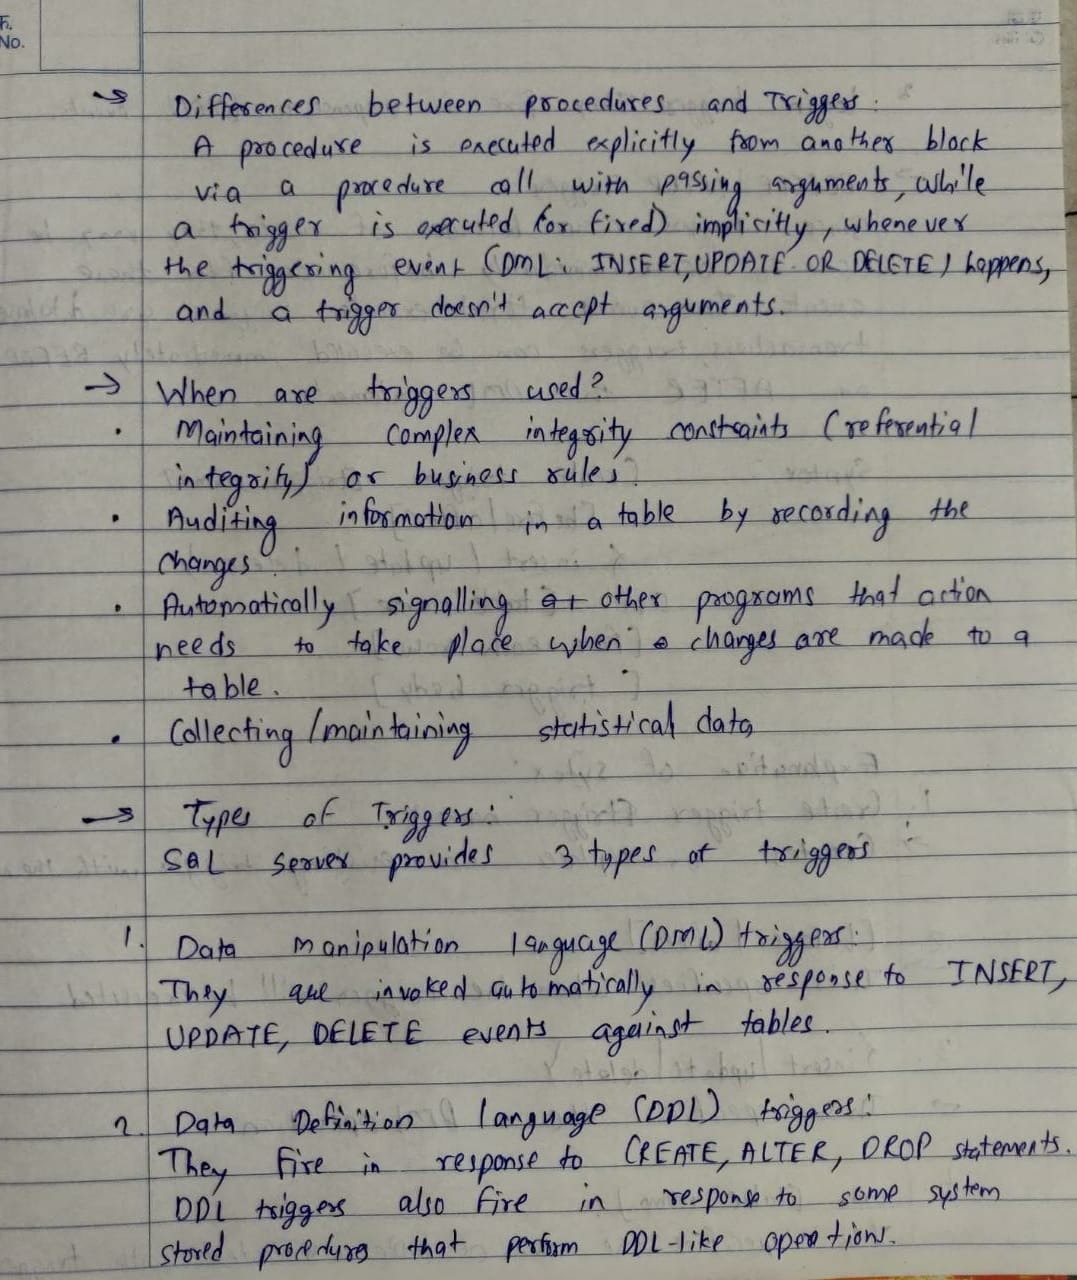 No.
→ Differences between procedures and Triggers:
A procedure is executed explicitly from another block
via a procedure call with passing arguments, while
a trigger is executed (or fired) implicitly, whenever
the triggering event (DML: INSERT, UPDATE OR DELETE) happens,
and a trigger doesn't accept arguments.
→ When are triggers used?
• Maintaining complex integrity constraints (referential
integrity) or business rules.
• Auditing information in a table by recording the
changes.
• Automatically signalling other programs that action
needs to take place when changes are made to a
table.
• Collecting/maintaining statistical data
→ Types of Triggers:
SQL server provides 3 types of triggers
1. Data manipulation language (DML) triggers:
They are invoked automatically in response to INSERT,
UPDATE, DELETE events against tables.
2. Data Definition language (DDL) triggers:
They fire in response to CREATE, ALTER, DROP statements.
DDL triggers also fire in response to some system
stored procedures that perform DDL-like operations.